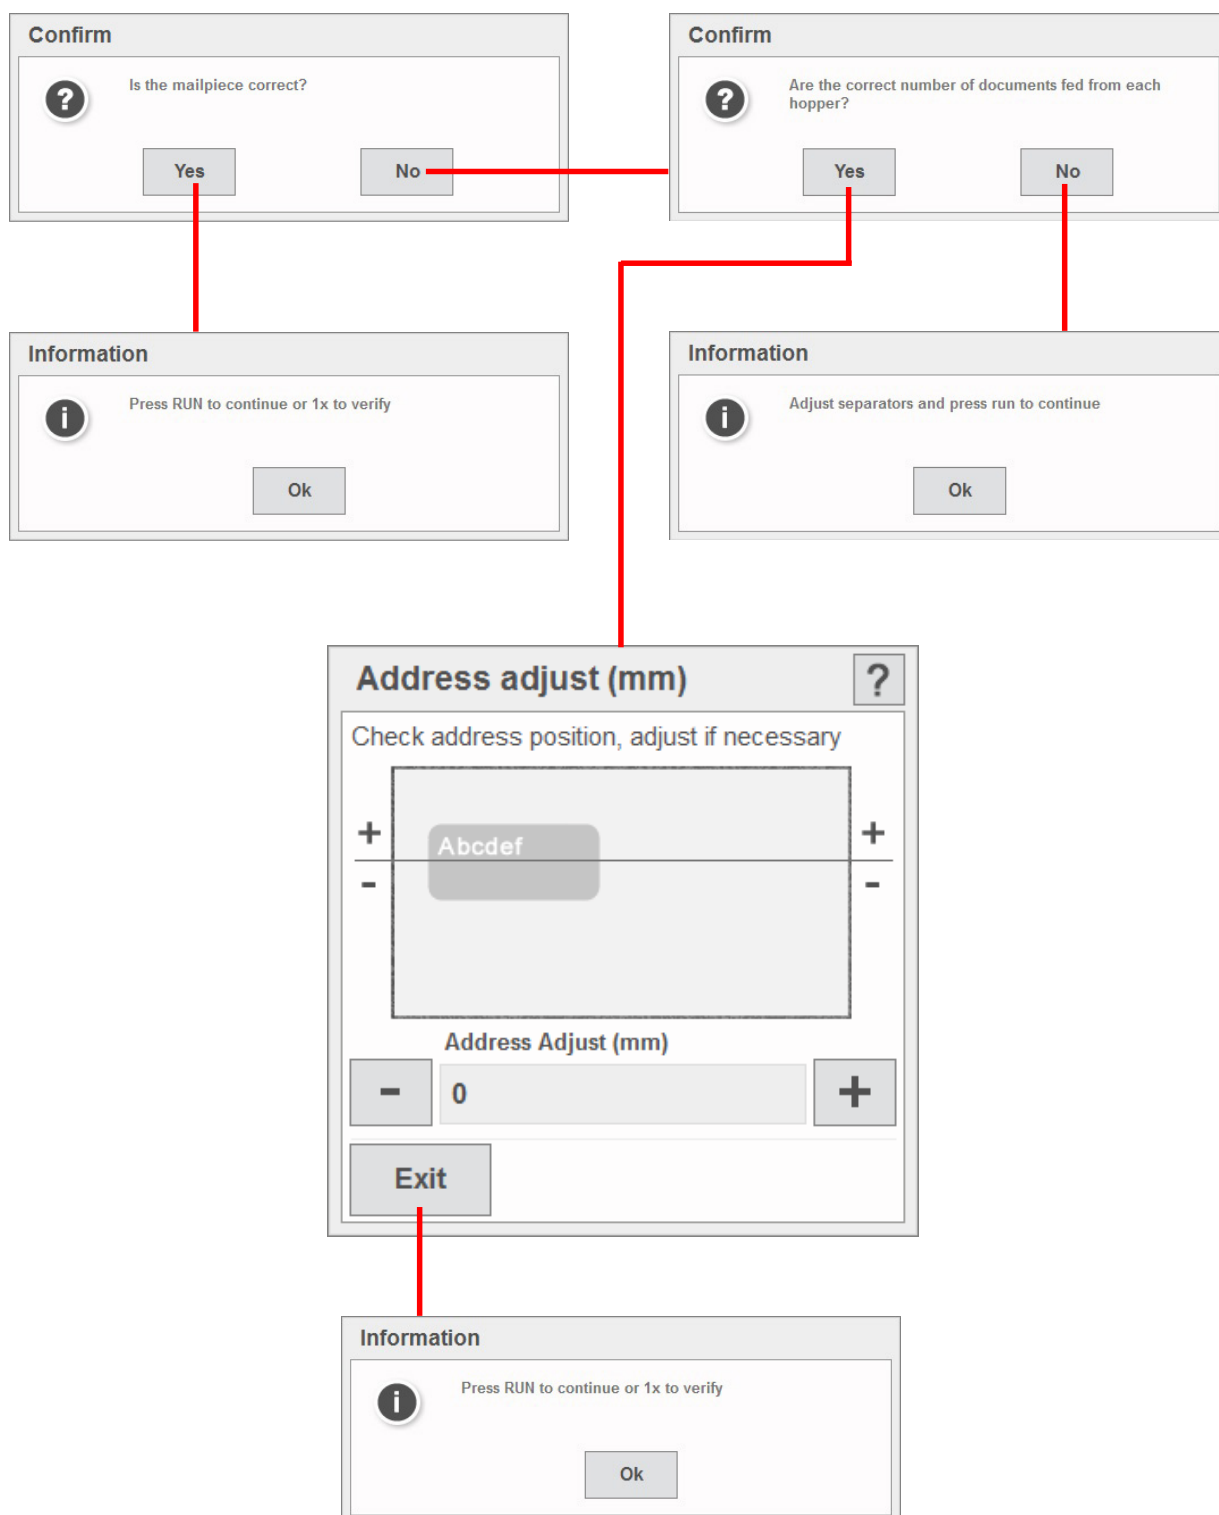 Confirm
Is the mailpiece correct?
Yes
No
Confirm
Are the correct number of documents fed from each
hopper?
Yes
No
Information
Press RUN to continue or 1x to verify
Ok
Information
Adjust separators and press run to continue
Ok
Address adjust (mm)
?
Check address position, adjust if necessary
+
+
Abcdef
-
-
Address Adjust (mm)
-
0
+
Exit
Information
Press RUN to continue or 1x to verify
Ok